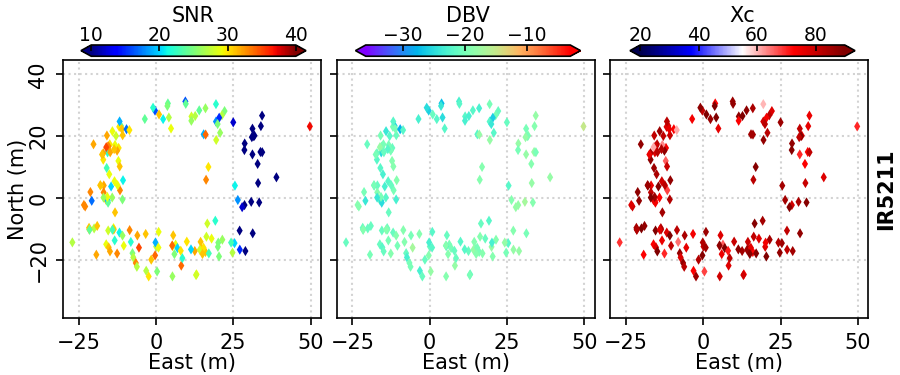 SNR DBV Xc
10 20 30 40 −30 −20 −10 20 40 60 80
40
20
0
−20
North (m)
−25 0 25 50 −25 0 25 50 −25 0 25 50
East (m) East (m) East (m)
IR5211